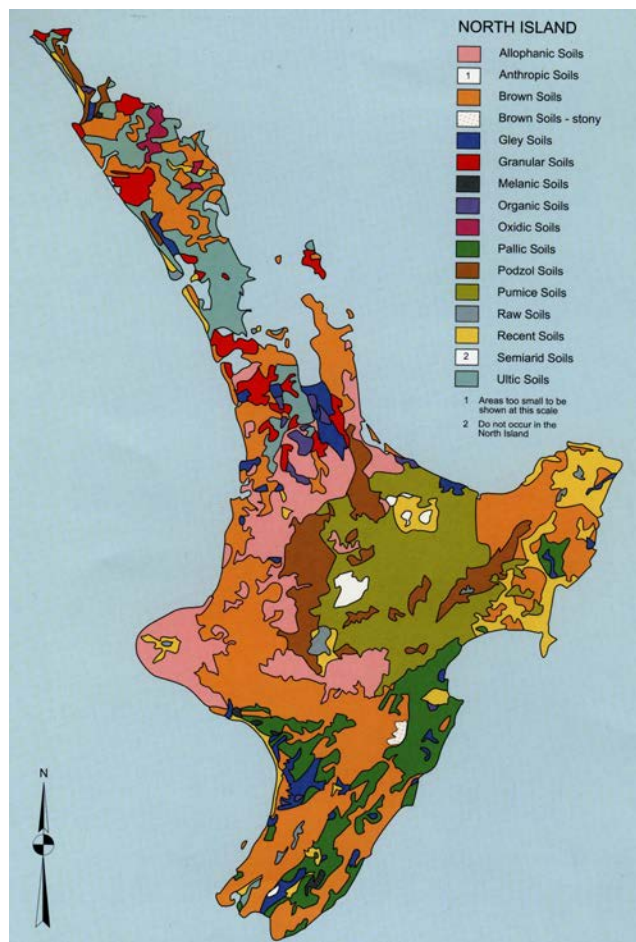 NORTH ISLAND
Allophanic Soils
1 Anthropic Soils
Brown Soils
Brown Soils - stony
Gley Soils
Granular Soils
Melanic Soils
Organic Soils
Oxidic Soils
Pallic Soils
Podzol Soils
Pumice Soils
Raw Soils
Recent Soils
2 Semiarid Soils
Ultic Soils
1 Areas too small to be
shown at this scale
2 Do not occur in the
North Island
N